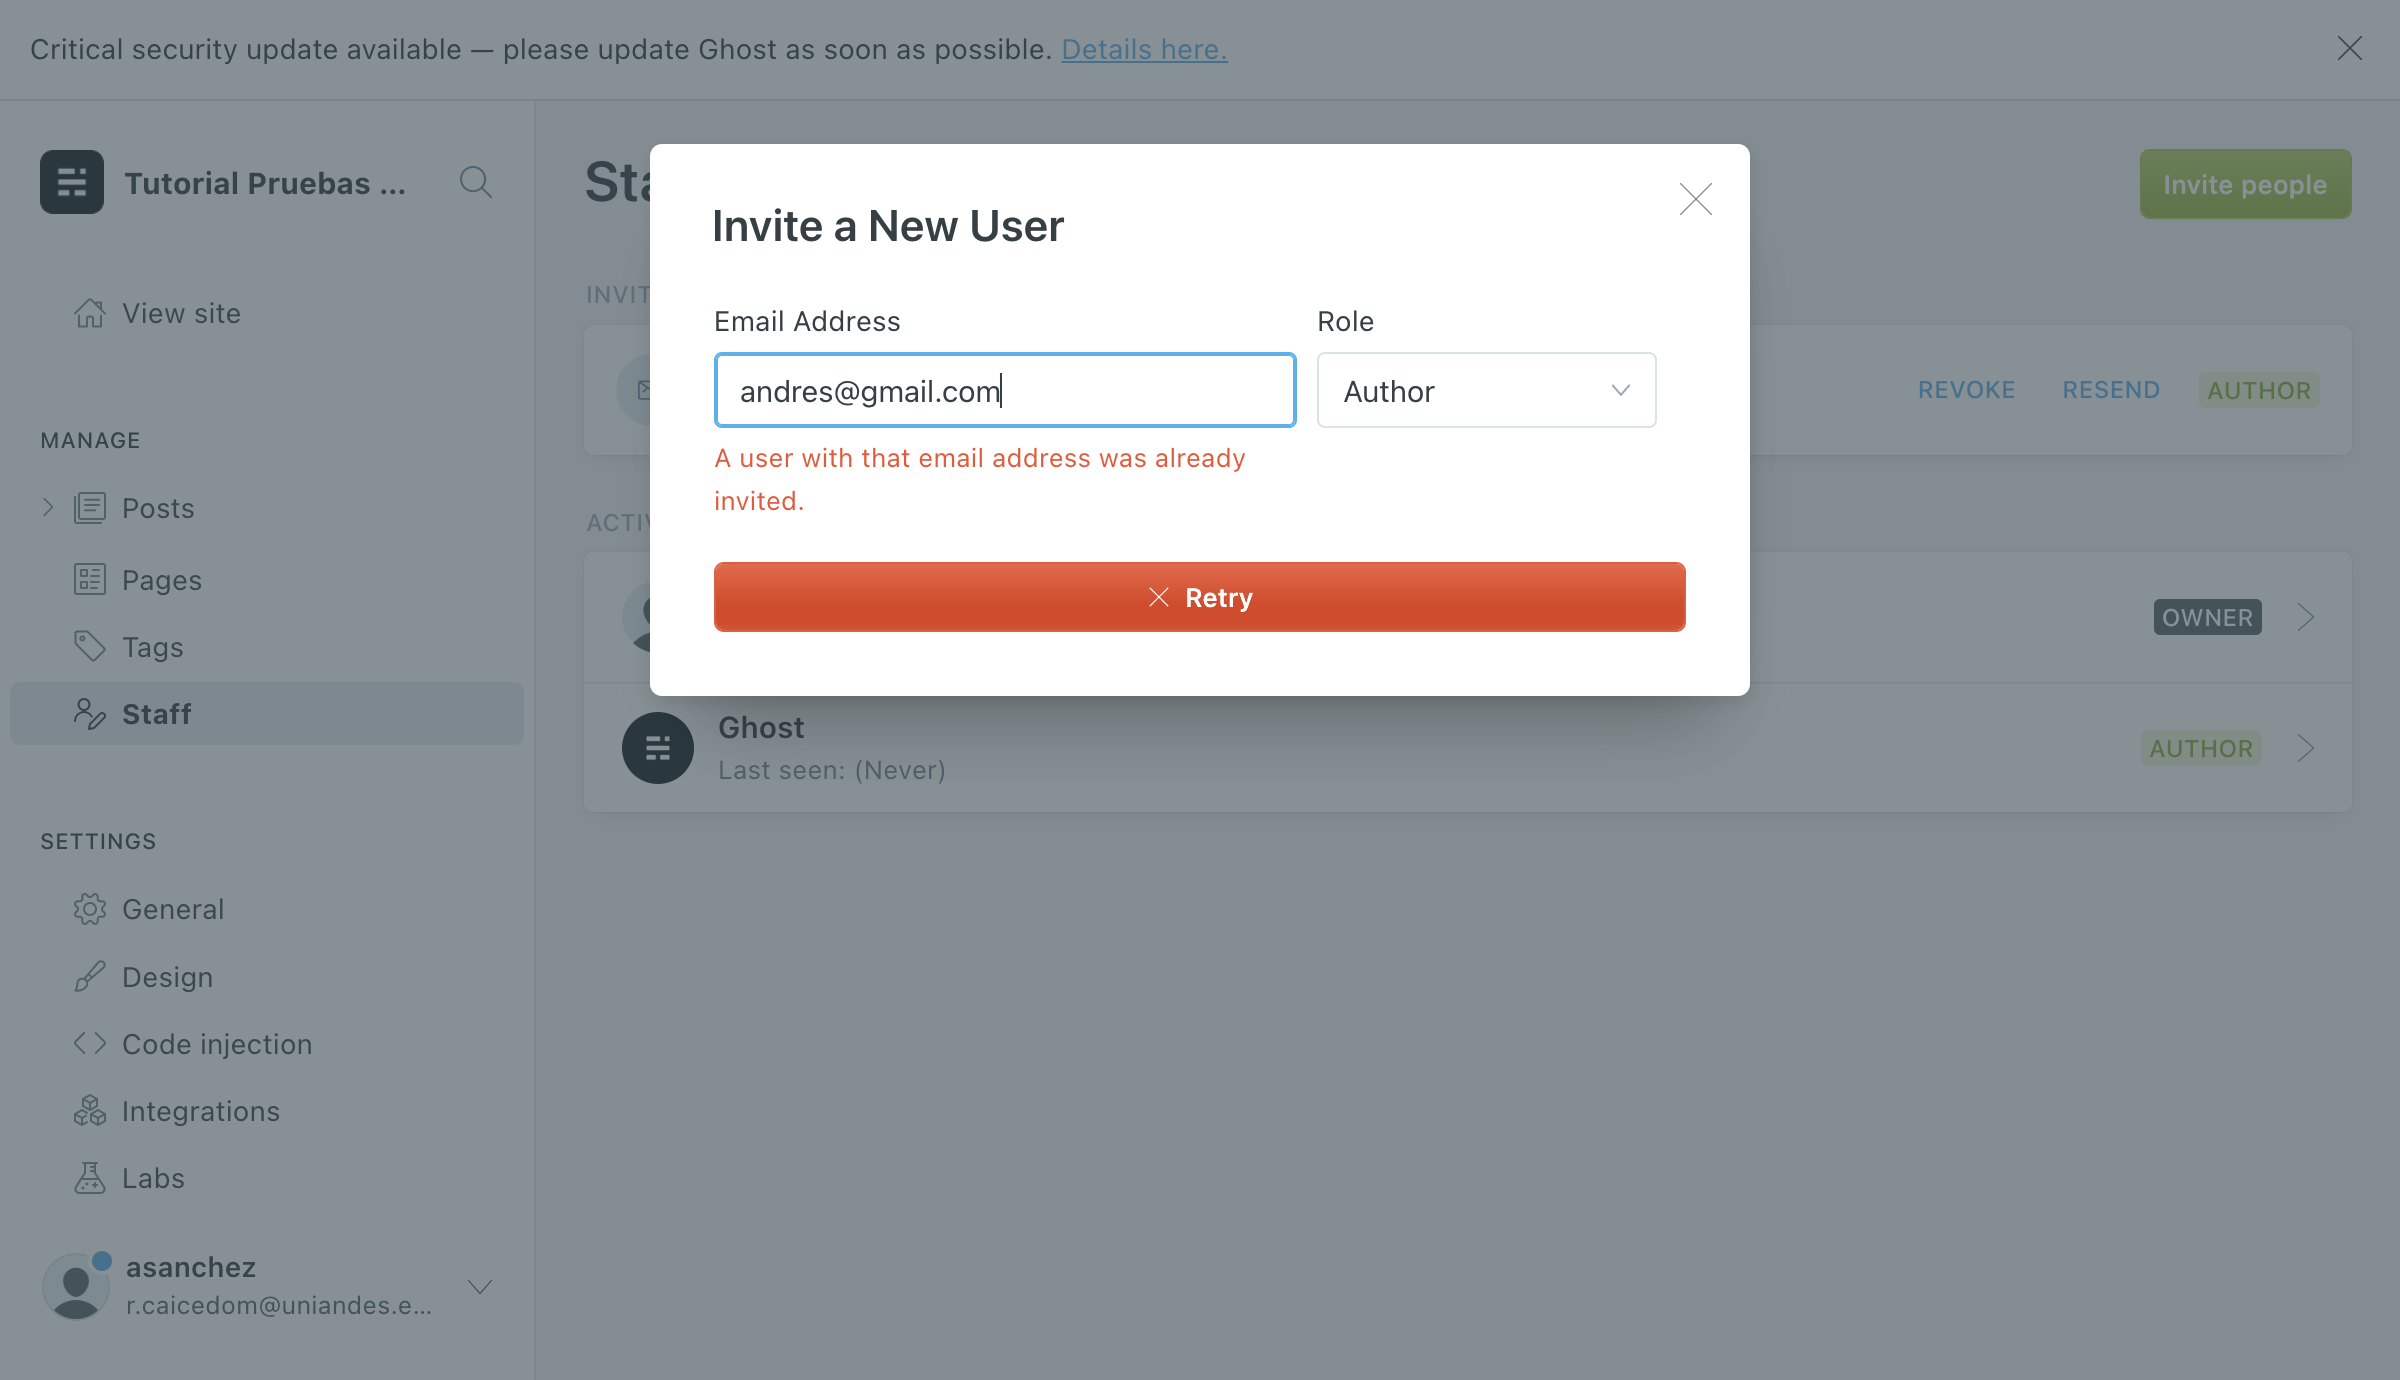 Critical security update available — please update Ghost as soon as possible. Details here.
Tutorial Pruebas ...
View site
MANAGE
Posts
Pages
Tags
Staff
SETTINGS
General
Design
Code injection
Integrations
Labs
asanchez
r.caicedom@uniandes.e...
Invite people
REVOKE
RESEND
AUTHOR
OWNER
Ghost
Last seen: (Never)
AUTHOR
Invite a New User
Email Address
Role
andres@gmail.com
Author
A user with that email address was already
invited.
Retry